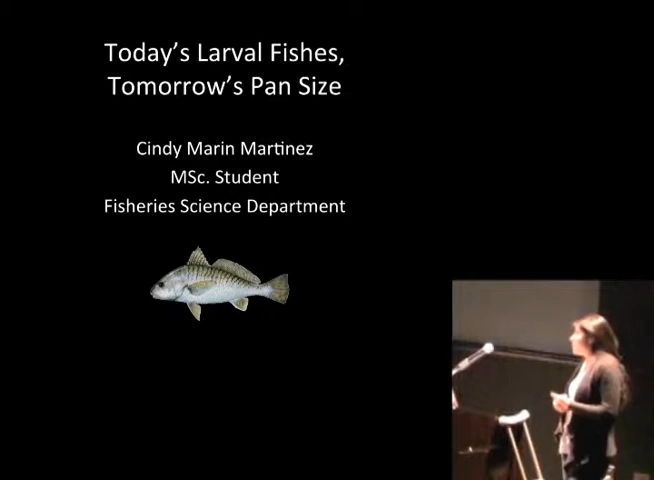 Today's Larval Fishes,
Tomorrow's Pan Size
Cindy Marin Martinez
MSc. Student
Fisheries Science Department